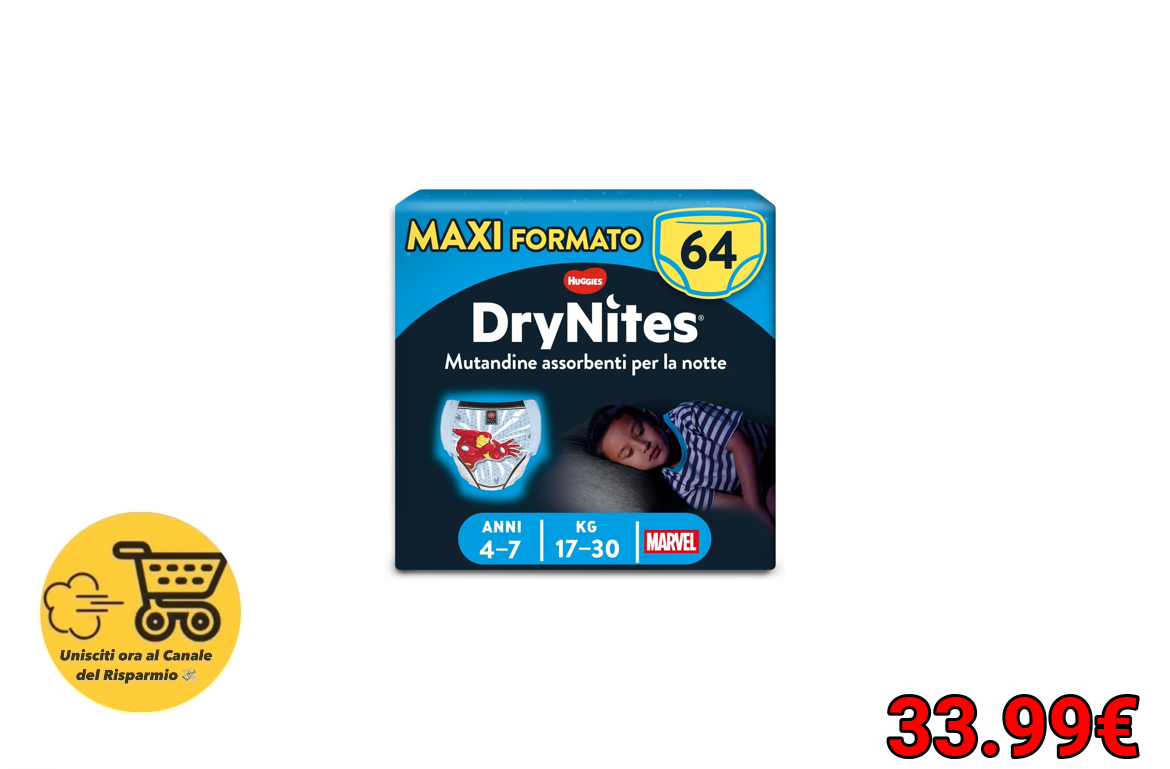 MAXI FORMATO
64
HUGGIES
DryNites®
Mutandine assorbenti per la notte
ANNI
4–7
KG
17–30
MARVEL
Unisciti ora al Canale
del Risparmio 💸
33.99€